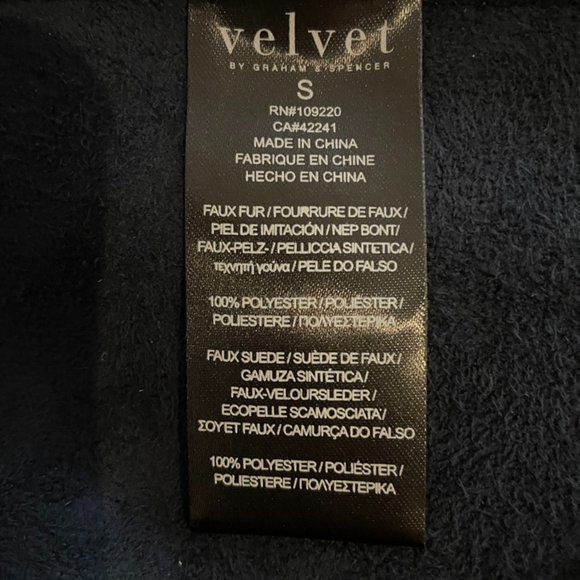 velvet
BY GRAHAM & SPENCER
S
RN#109220
CA#42241
MADE IN CHINA
FABRIQUE EN CHINE
HECHO EN CHINA
FAUX FUR / FOURRURE DE FAUX /
PIEL DE IMITACIÓN / NEP BONT /
FAUX-PELZ- / PELLICCIA SINTETICA /
τεχνητή γούνα / PELE DO FALSO
100% POLYESTER / POLIÉSTER /
POLIESTERE / ΠΟΛΥΕΣΤΕΡΙΚΑ
FAUX SUEDE / SUÈDE DE FAUX /
GAMUZA SINTÉTICA /
FAUX-VELOURSLEDER /
ECOPELLE SCAMOSCIATA /
ΣΟΥΕΤ FAUX / CAMURÇA DO FALSO
100% POLYESTER / POLIÉSTER /
POLIESTERE / ΠΟΛΥΕΣΤΕΡΙΚΑ